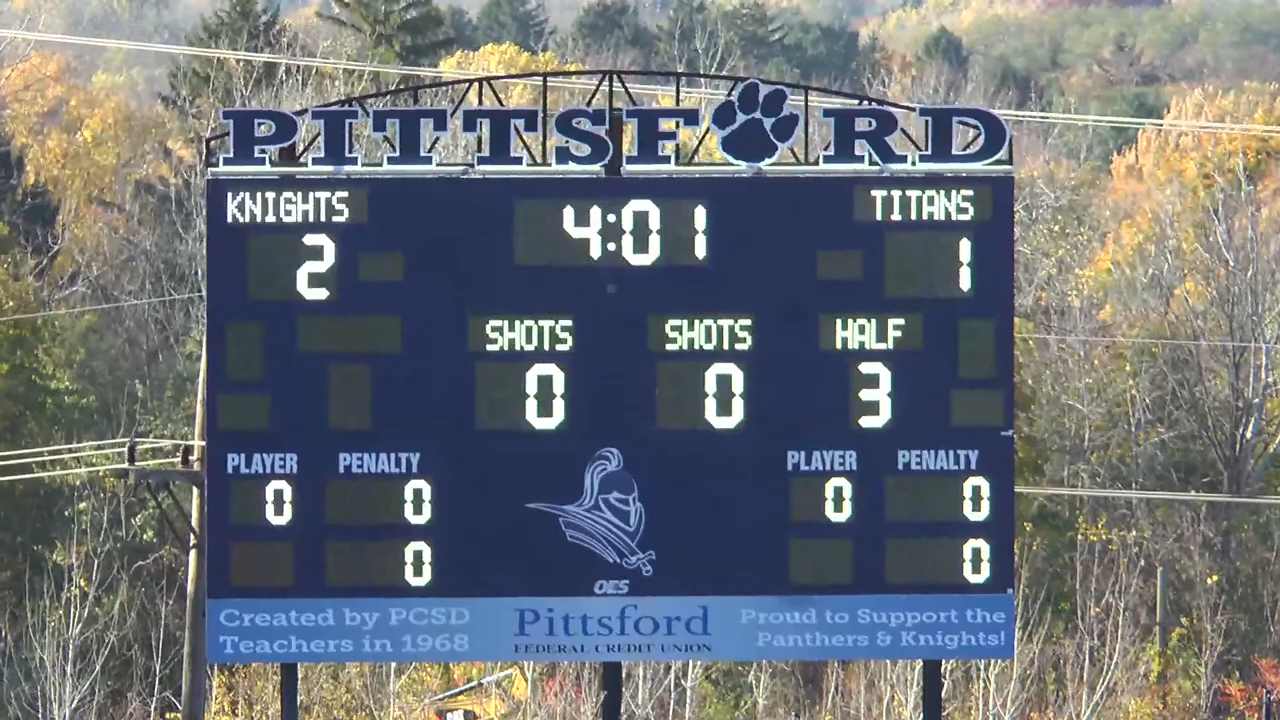 PITTSFORD
KNIGHTS 4:01 TITANS
2 1
SHOTS SHOTS HALF
0 0 3
PLAYER PENALTY PLAYER PENALTY
0 0 0 0
0 0
OES
Created by PCSD
Teachers in 1968
Pittsford
FEDERAL CREDIT UNION
Proud to Support the
Panthers & Knights!